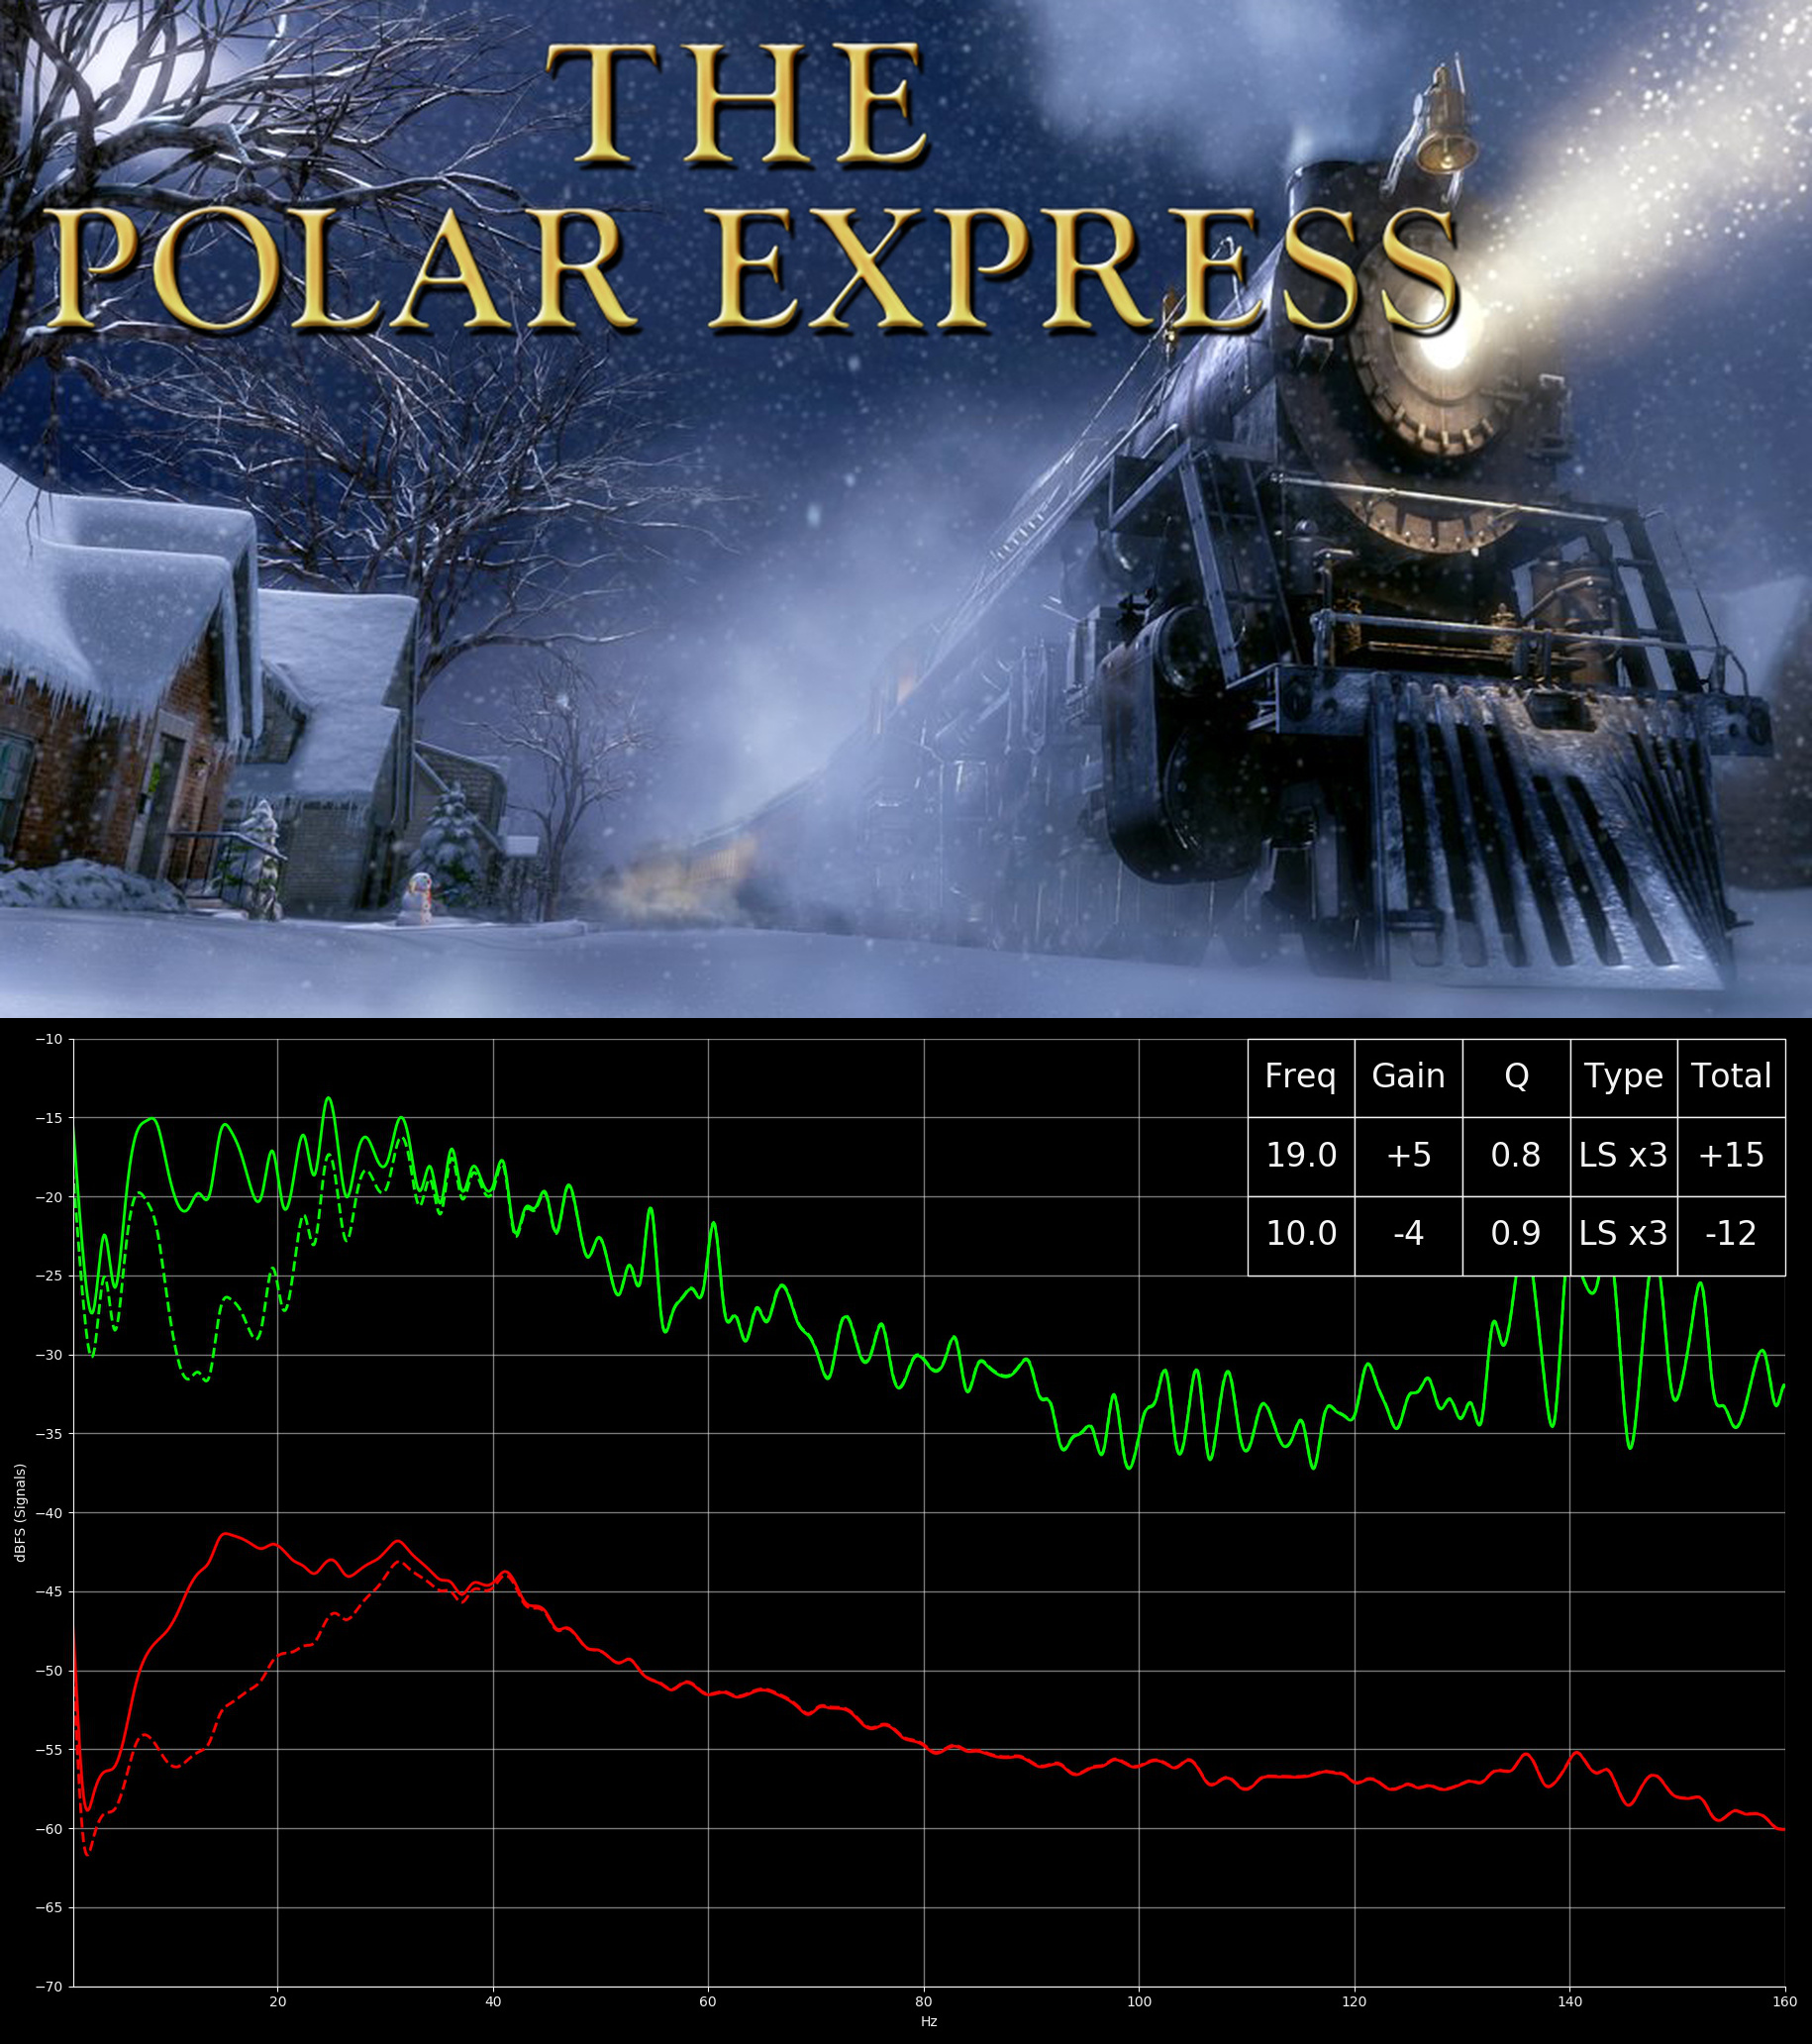 THE
POLAR EXPRESS
Freq Gain Q Type Total
19.0 +5 0.8 LS x3 +15
10.0 -4 0.9 LS x3 -12
−10
−15
−20
−25
−30
−35
−40
−45
−50
−55
−60
−65
−70
dBFS (Signals)
20 40 60 80 100 120 140 160
Hz